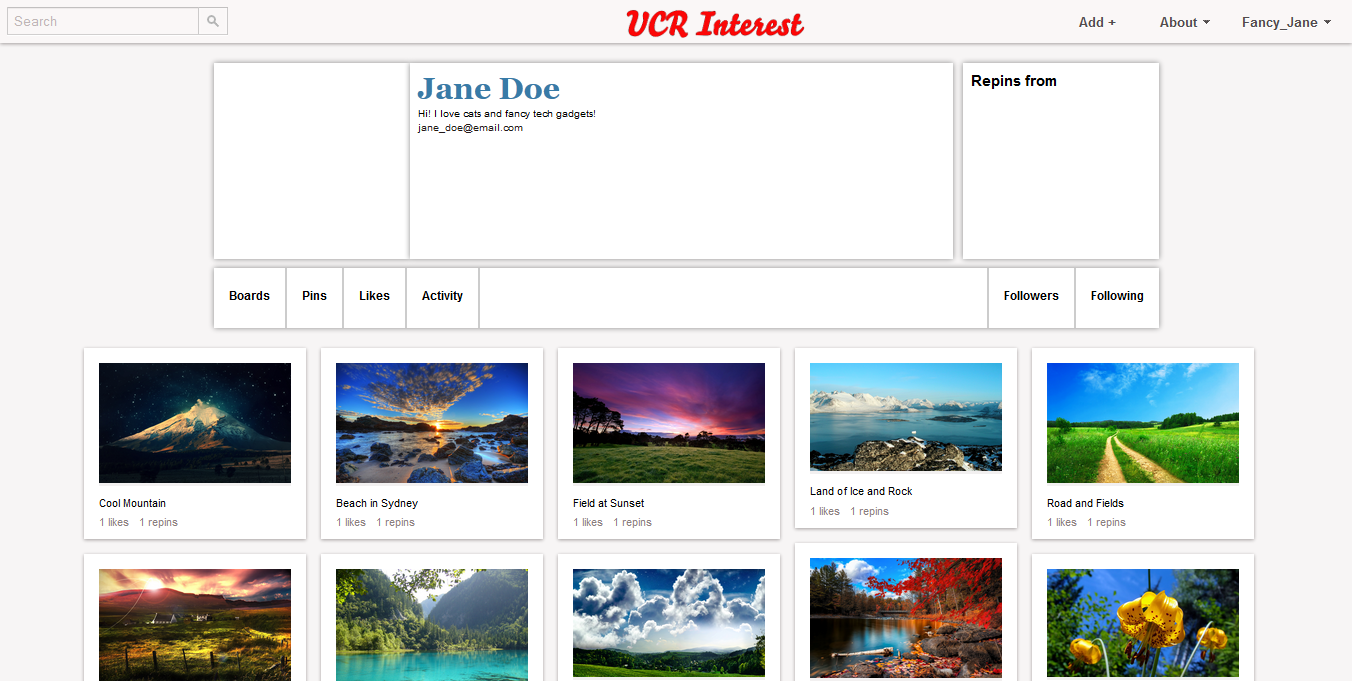 Search
UCR Interest
Add +
About
Fancy_Jane
Jane Doe
Hi! I love cats and fancy tech gadgets!
jane_doe@email.com
Repins from
Boards
Pins
Likes
Activity
Followers
Following
Cool Mountain
1 likes 1 repins
Beach in Sydney
1 likes 1 repins
Field at Sunset
1 likes 1 repins
Land of Ice and Rock
1 likes 1 repins
Road and Fields
1 likes 1 repins